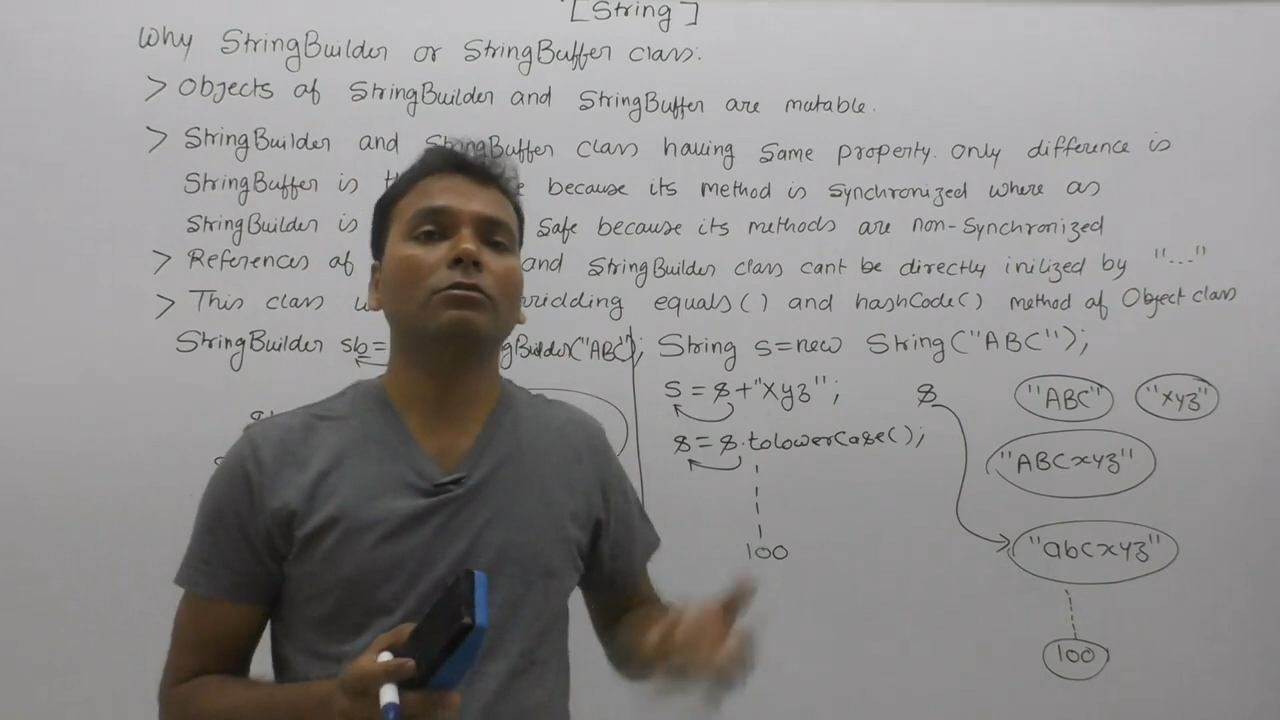 [String]
Why StringBuilder or StringBuffer class:
> Objects of StringBuilder and StringBuffer are mutable.
> StringBuilder and StringBuffer class having same property. only difference is
StringBuffer is because its method is Synchronized where as
StringBuilder is Safe because its methods are non-Synchronized
> References of and StringBuilder class cant be directly inilized by "..."
> This class equals() and hashCode() method of Object class
StringBuilder sb= gBuilder("ABC"); String s=new String("ABC");
s=s+"xyz"; s "ABC" "xyz"
s=s.tolowerCase(); "ABCxyz"
100 "abcxyz"
100